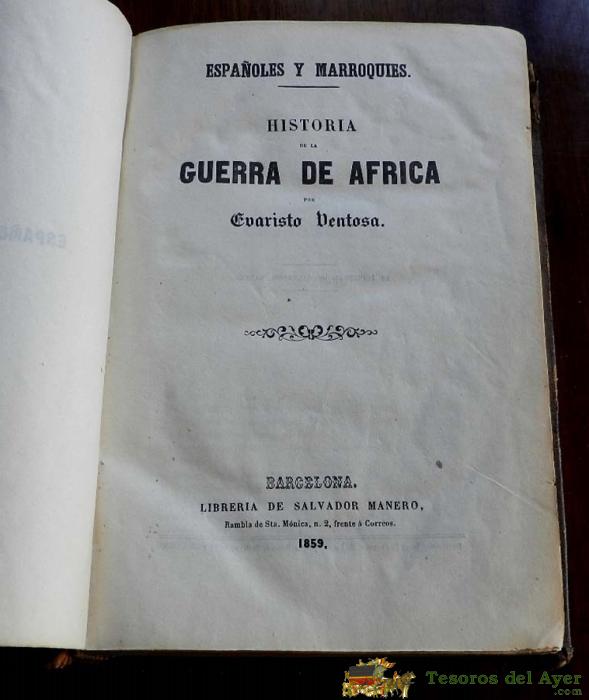 ESPAÑOLES Y MARROQUIES.
HISTORIA
DE LA
GUERRA DE AFRICA
POR
Evaristo Ventosa.
BARCELONA.
LIBRERIA DE SALVADOR MANERO,
Rambla de Sta. Mónica, n. 2, frente á Correos.
1859.
Tesoros del Ayer
.com